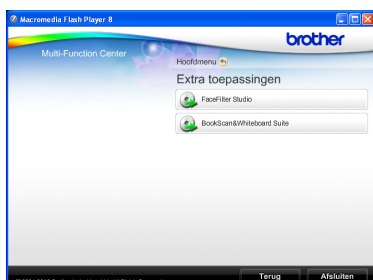 Macromedia Flash Player 8
brother
Multi-Function Center
Hoofdmenu
Extra toepassingen
FaceFilter Studio
BookScan&Whiteboard Suite
Terug
Afsluiten